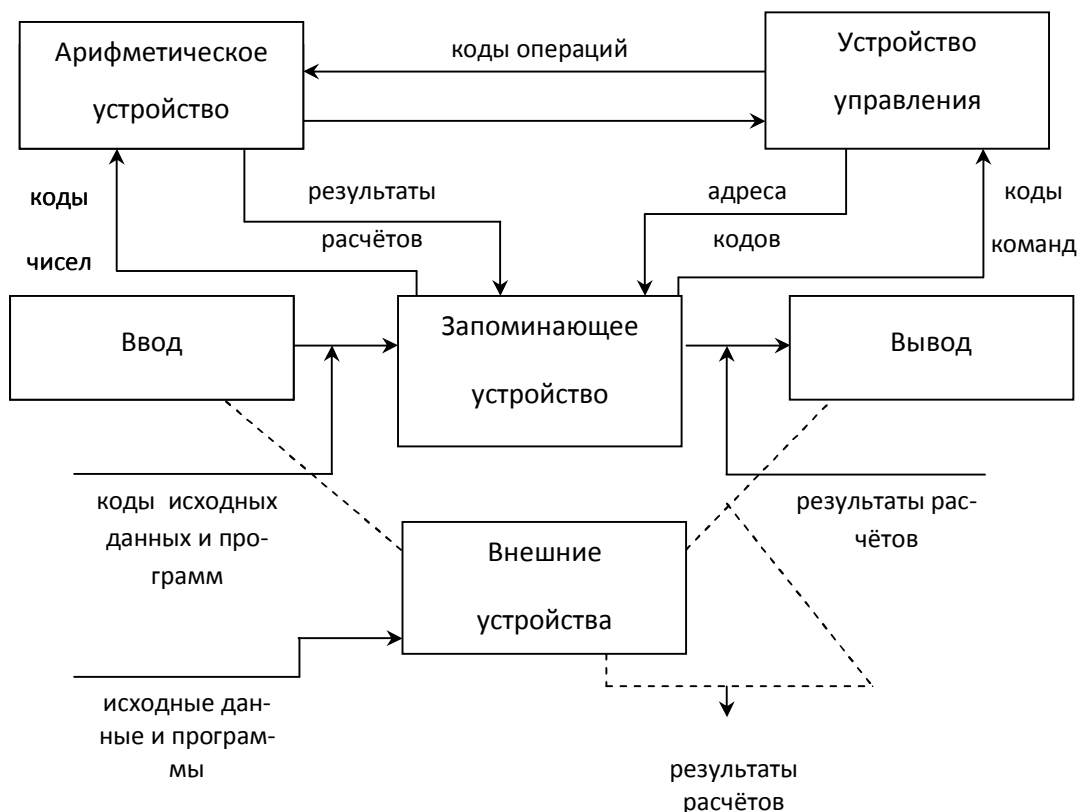 Арифметическое
устройство
коды операций
Устройство
управления
коды
чисел
результаты
расчётов
адреса
кодов
коды
команд
Ввод
Запоминающее
устройство
Вывод
коды исходных
данных и про-
грамм
результаты рас-
чётов
Внешние
устройства
исходные дан-
ные и програм-
мы
результаты
расчётов